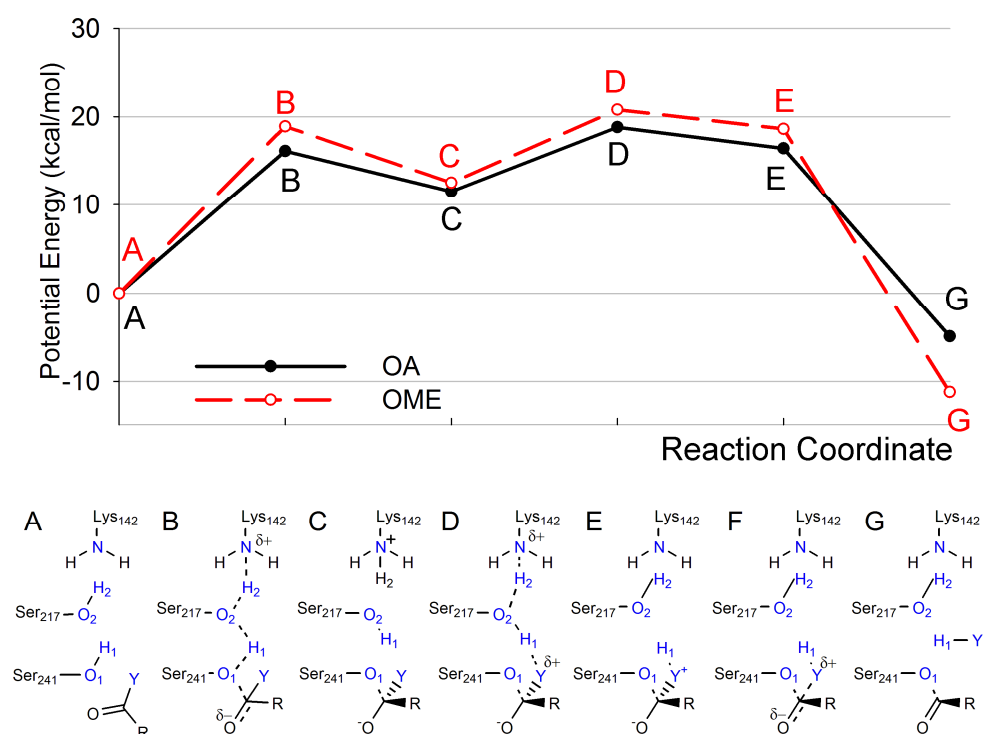 30
20
10
0
-10
Potential Energy (kcal/mol)
A
A
B
B
C
C
D
D
E
E
G
G
OA
OME
Reaction Coordinate
A B C D E F G
Lys142 Lys142 Lys142 Lys142 Lys142 Lys142 Lys142
N N δ+ N + N δ+ N N N
H H H H H H H H H H H H H H
H2 H2 H2 H2 H2 H2 H2
Ser217 O2 Ser217 O2 Ser217 O2 Ser217 O2 Ser217 O2 Ser217 O2 Ser217 O2
H1 H1 H1 H1 H1 H1 H1 Y
Ser241 O1 Y Ser241 O1 Y Ser241 O1 Y Ser241 O1 Y δ+ Ser241 O1 Y+ Ser241 O1 Y δ+ Ser241 O1
O R δ− O R -O R -O R -O R δ− O R O R